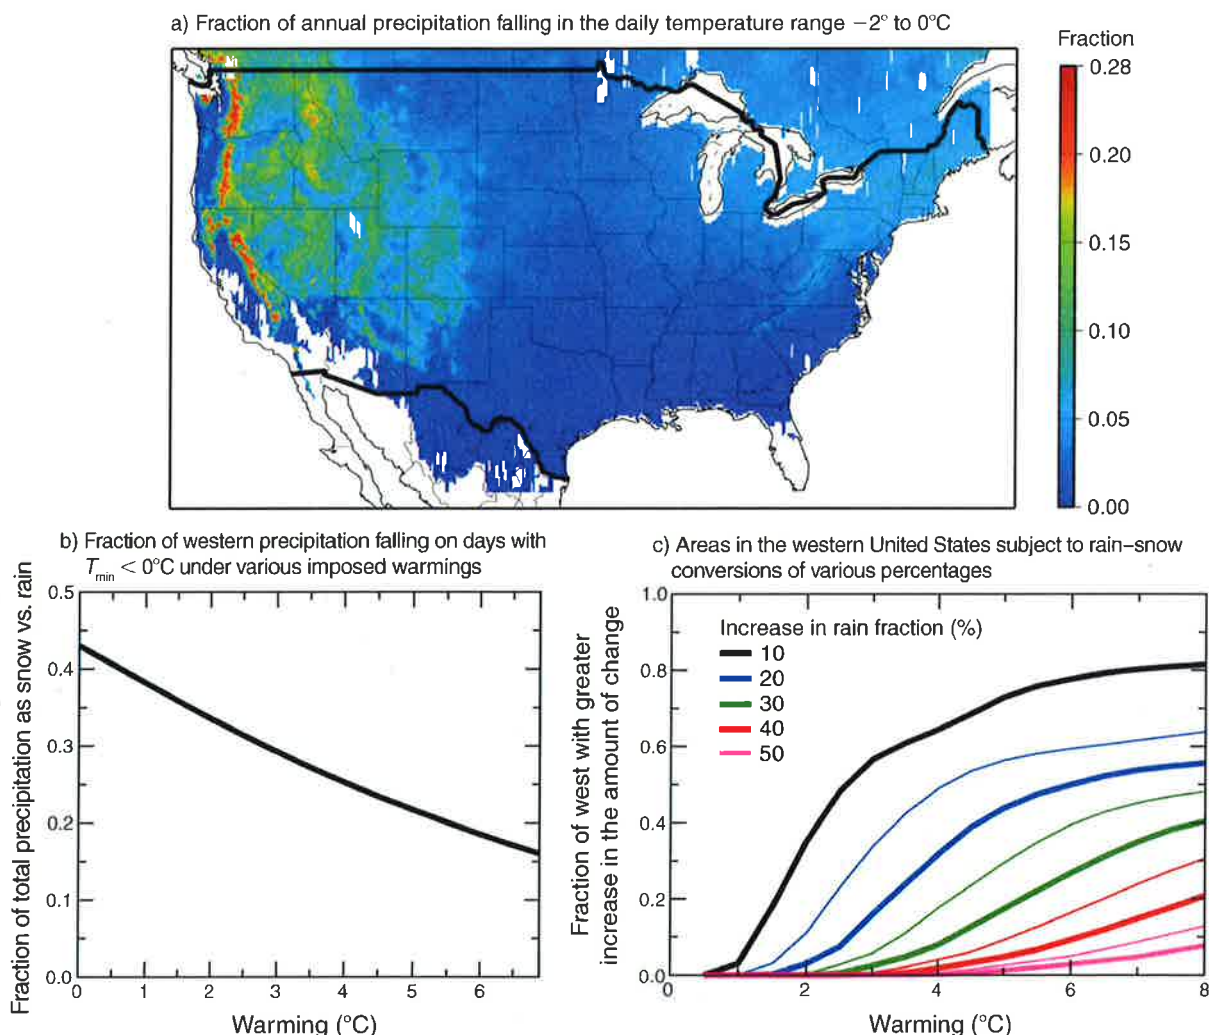 a) Fraction of annual precipitation falling in the daily temperature range −2° to 0°C
Fraction
0.28
0.20
0.15
0.10
0.05
0.00
b) Fraction of western precipitation falling on days with
Tmin < 0°C under various imposed warmings
Fraction of total precipitation as snow vs. rain
0.5
0.4
0.3
0.2
0.1
0.0
0 1 2 3 4 5 6
Warming (°C)
c) Areas in the western United States subject to rain–snow
conversions of various percentages
Fraction of west with greater
increase in the amount of change
1.0
0.8
0.6
0.4
0.2
0.0
Increase in rain fraction (%)
10
20
30
40
50
0 2 4 6 8
Warming (°C)